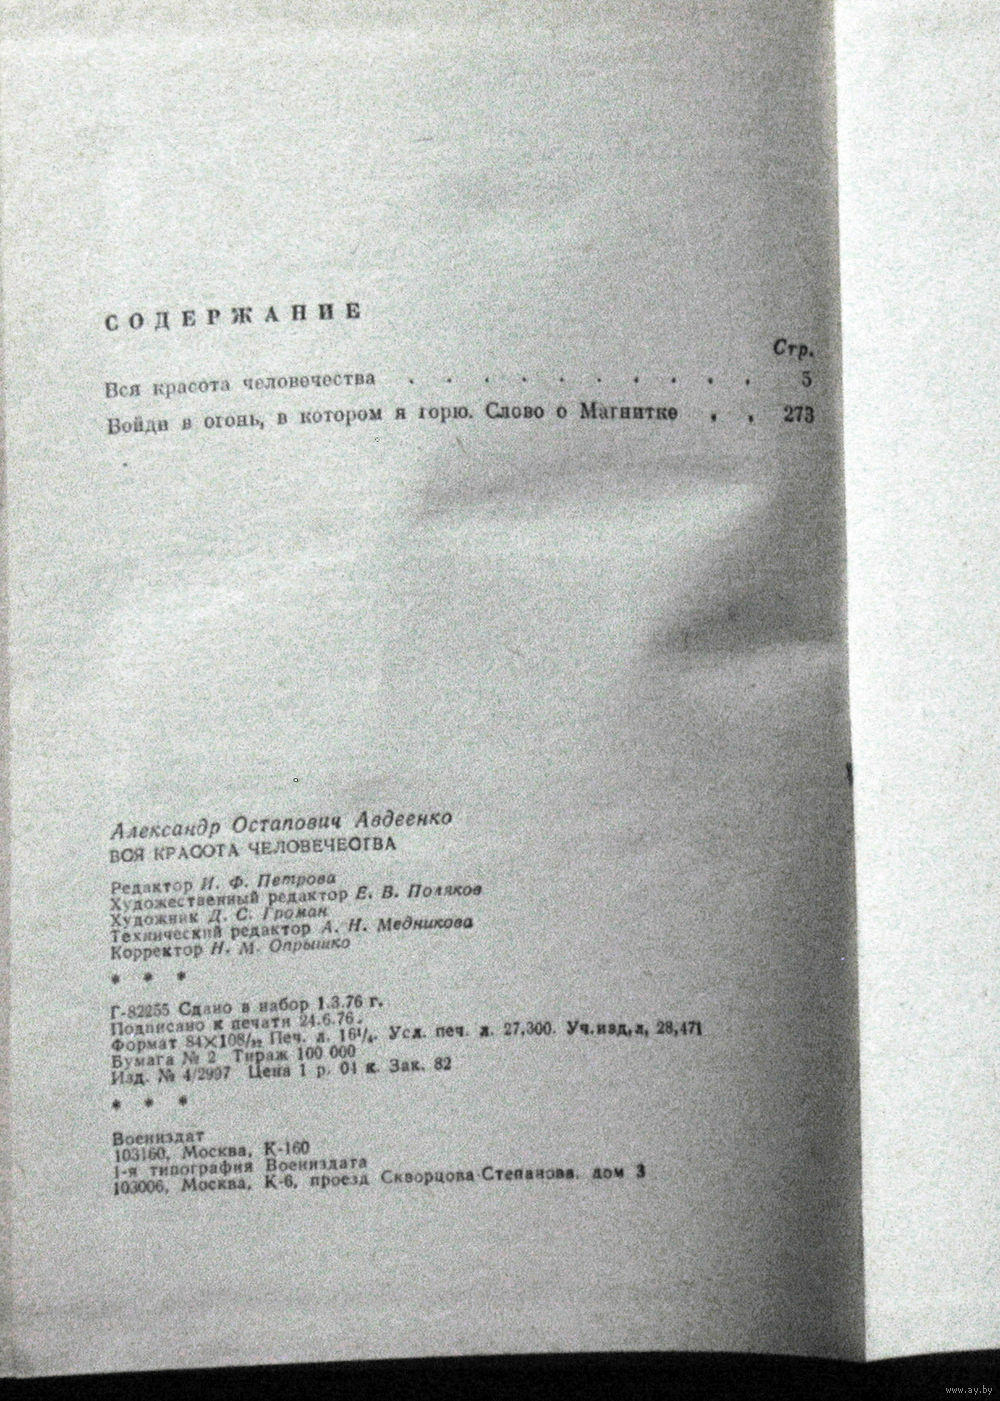 СОДЕРЖАНИЕ
Стр.
Вся красота человечества . . . . . . . . . . 5
Войди в огонь, в котором я горю. Слово о Магнитке . . 273
Александр Остапович Авдеенко
ВСЯ КРАСОТА ЧЕЛОВЕЧЕСТВА
Редактор И. Ф. Петрова
Художественный редактор Е. В. Поляков
Художник Д. С. Громан
Технический редактор А. Н. Медникова
Корректор Н. М. Опрышко
* * *
Г-82255 Сдано в набор 1.3.76 г.
Подписано к печати 24.6.76.
Формат 84×108/32 Печ. л. 16¹/₄. Усл. печ. л. 27,300. Уч.изд.л, 28,471
Бумага № 2 Тираж 100 000
Изд. № 4/2997 Цена 1 р. 04 к. Зак. 82
* * *
Воениздат
103160, Москва, К-160
1-я типография Воениздата
103006, Москва, К-6, проезд Скворцова-Степанова, дом 3
www.ay.by